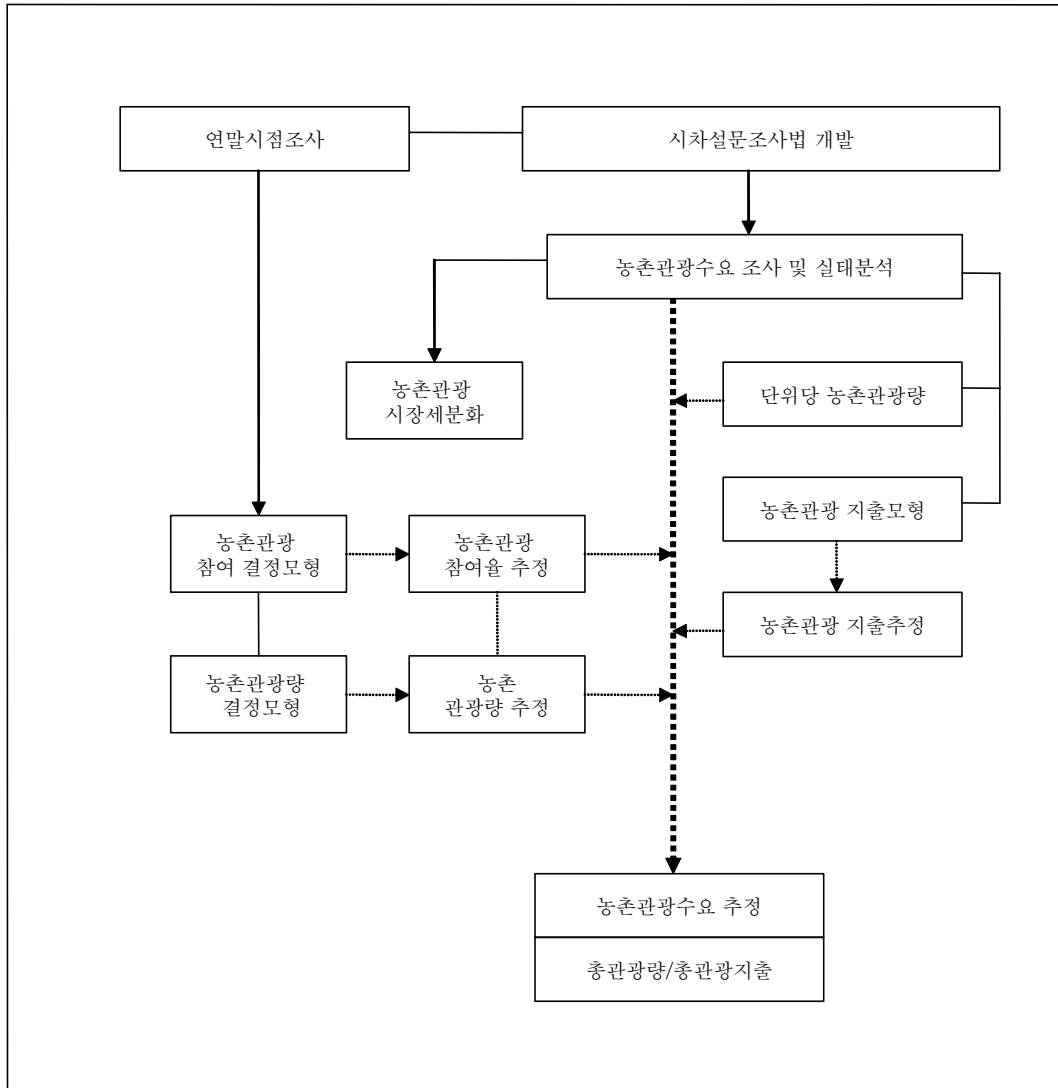 연말시점조사
시차설문조사법 개발
농촌관광수요 조사 및 실태분석
농촌관광
시장세분화
단위당 농촌관광량
농촌관광 지출모형
농촌관광
참여 결정모형
농촌관광
참여율 추정
농촌관광 지출추정
농촌관광량
결정모형
농촌
관광량 추정
농촌관광수요 추정
총관광량/총관광지출